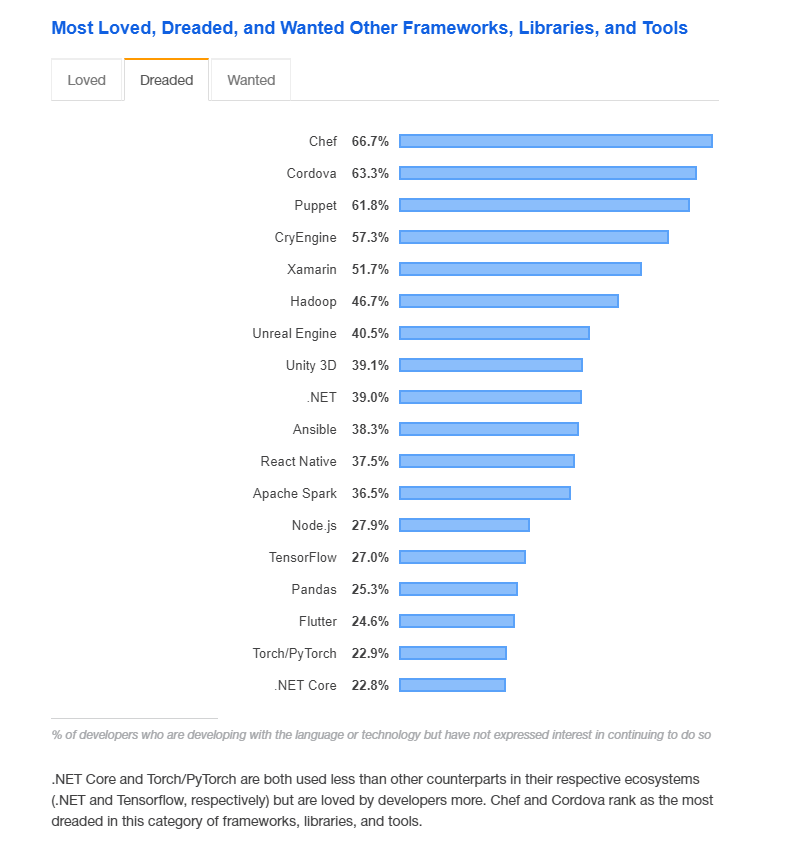 Most Loved, Dreaded, and Wanted Other Frameworks, Libraries, and Tools
Loved Dreaded Wanted
Chef 66.7%
Cordova 63.3%
Puppet 61.8%
CryEngine 57.3%
Xamarin 51.7%
Hadoop 46.7%
Unreal Engine 40.5%
Unity 3D 39.1%
.NET 39.0%
Ansible 38.3%
React Native 37.5%
Apache Spark 36.5%
Node.js 27.9%
TensorFlow 27.0%
Pandas 25.3%
Flutter 24.6%
Torch/PyTorch 22.9%
.NET Core 22.8%
% of developers who are developing with the language or technology but have not expressed interest in continuing to do so
.NET Core and Torch/PyTorch are both used less than other counterparts in their respective ecosystems
(.NET and Tensorflow, respectively) but are loved by developers more. Chef and Cordova rank as the most
dreaded in this category of frameworks, libraries, and tools.